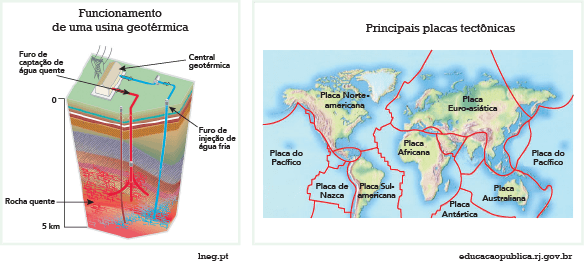 Funcionamento
de uma usina geotérmica
Furo de
captação de
água quente
Central
geotérmica
0
Furo de
injeção de
água fria
Rocha quente
5 km
lneg.pt
Principais placas tectônicas
Placa Norte-
americana
Placa
Euro-asiática
Placa do
Pacífico
Placa
Africana
Placa do
Pacífico
Placa de
Nazca
Placa Sul-
americana
Placa
Australiana
Placa
Antártica
educacaopublica.rj.gov.br